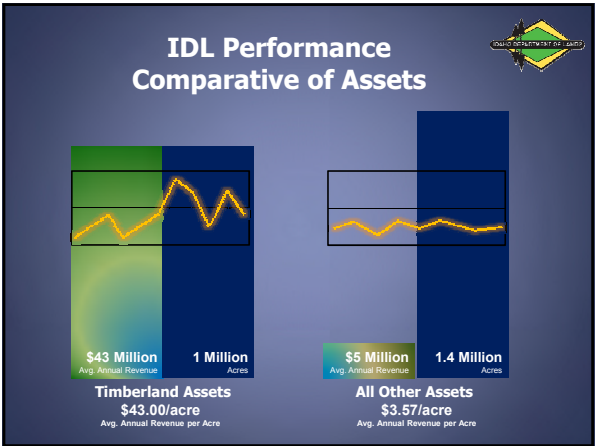 IDL Performance
Comparative of Assets
IDAHO DEPARTMENT OF LANDS
$43 Million
Avg. Annual Revenue
1 Million
Acres
$5 Million
Avg. Annual Revenue
1.4 Million
Acres
Timberland Assets
$43.00/acre
Avg. Annual Revenue per Acre
All Other Assets
$3.57/acre
Avg. Annual Revenue per Acre